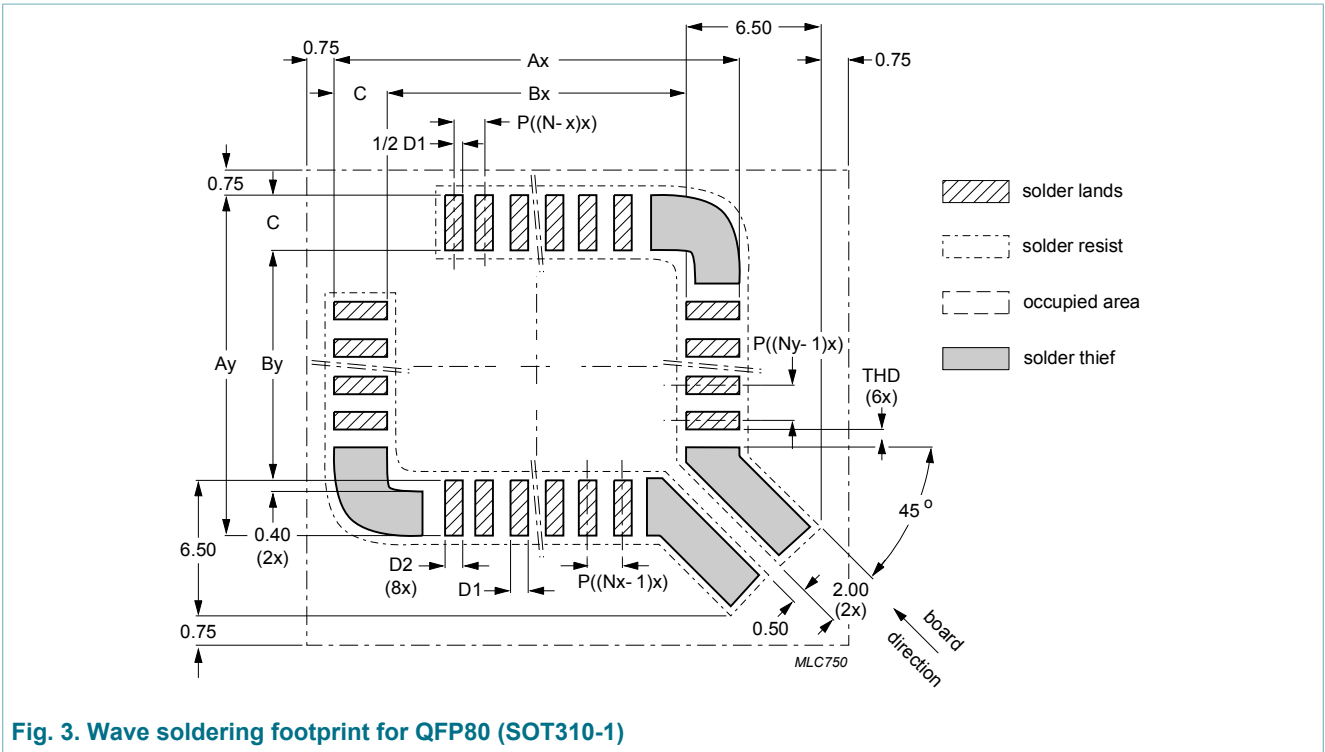 6.50
0.75
Ax
0.75
C
Bx
P((N- x)x)
1/2 D1
0.75
C
solder lands
solder resist
occupied area
solder thief
Ay
By
P((Ny- 1)x)
THD
(6x)
45 o
6.50
0.40
(2x)
D2
(8x)
D1
P((Nx- 1)x)
2.00
(2x)
0.50
board
direction
0.75
MLC750
Fig. 3. Wave soldering footprint for QFP80 (SOT310-1)